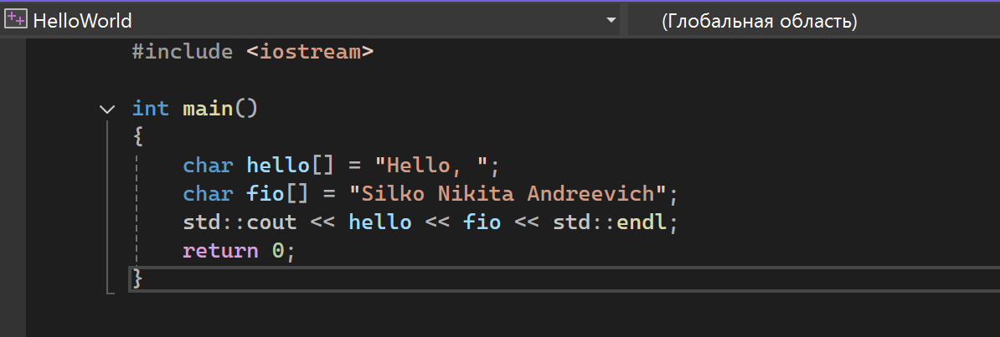 HelloWorld (Глобальная область)
#include <iostream>
int main()
{
char hello[] = "Hello, ";
char fio[] = "Silko Nikita Andreevich";
std::cout << hello << fio << std::endl;
return 0;
}